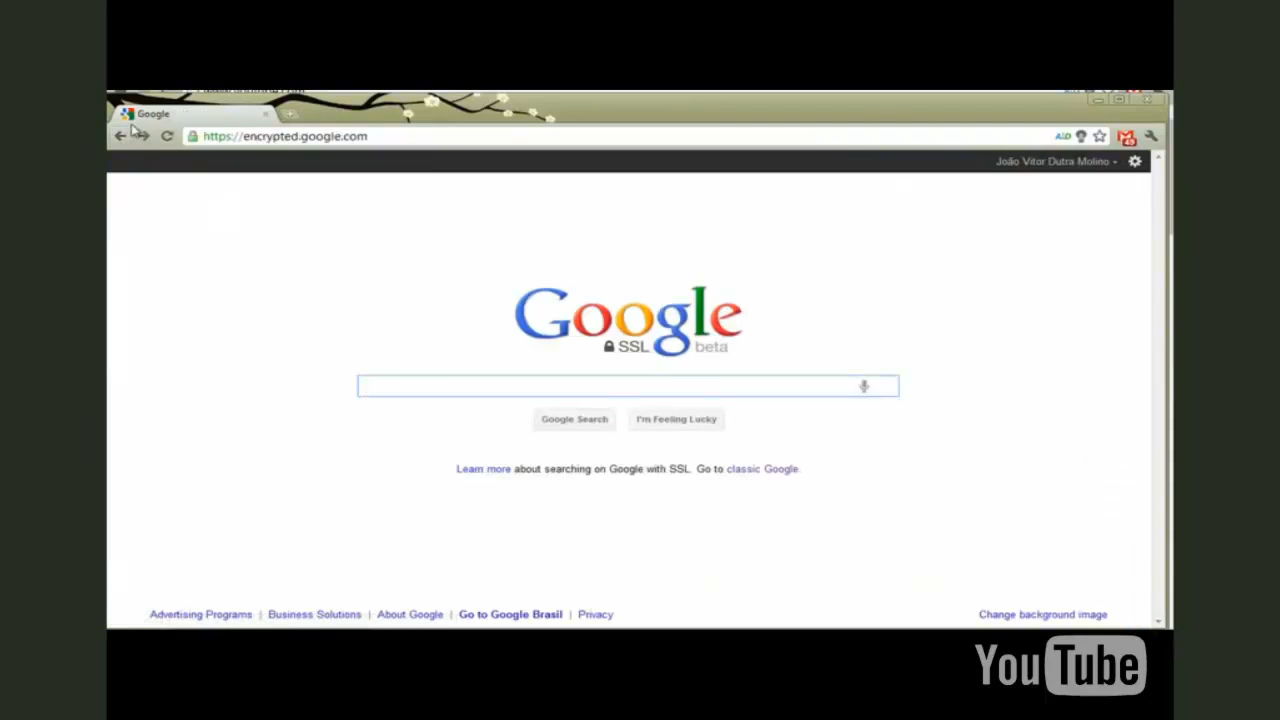 Google
https://encrypted.google.com
João Vitor Dutra Molino
Google
SSL beta
Google Search I'm Feeling Lucky
Learn more about searching on Google with SSL. Go to classic Google.
Advertising Programs | Business Solutions | About Google | Go to Google Brasil | Privacy Change background image
YouTube